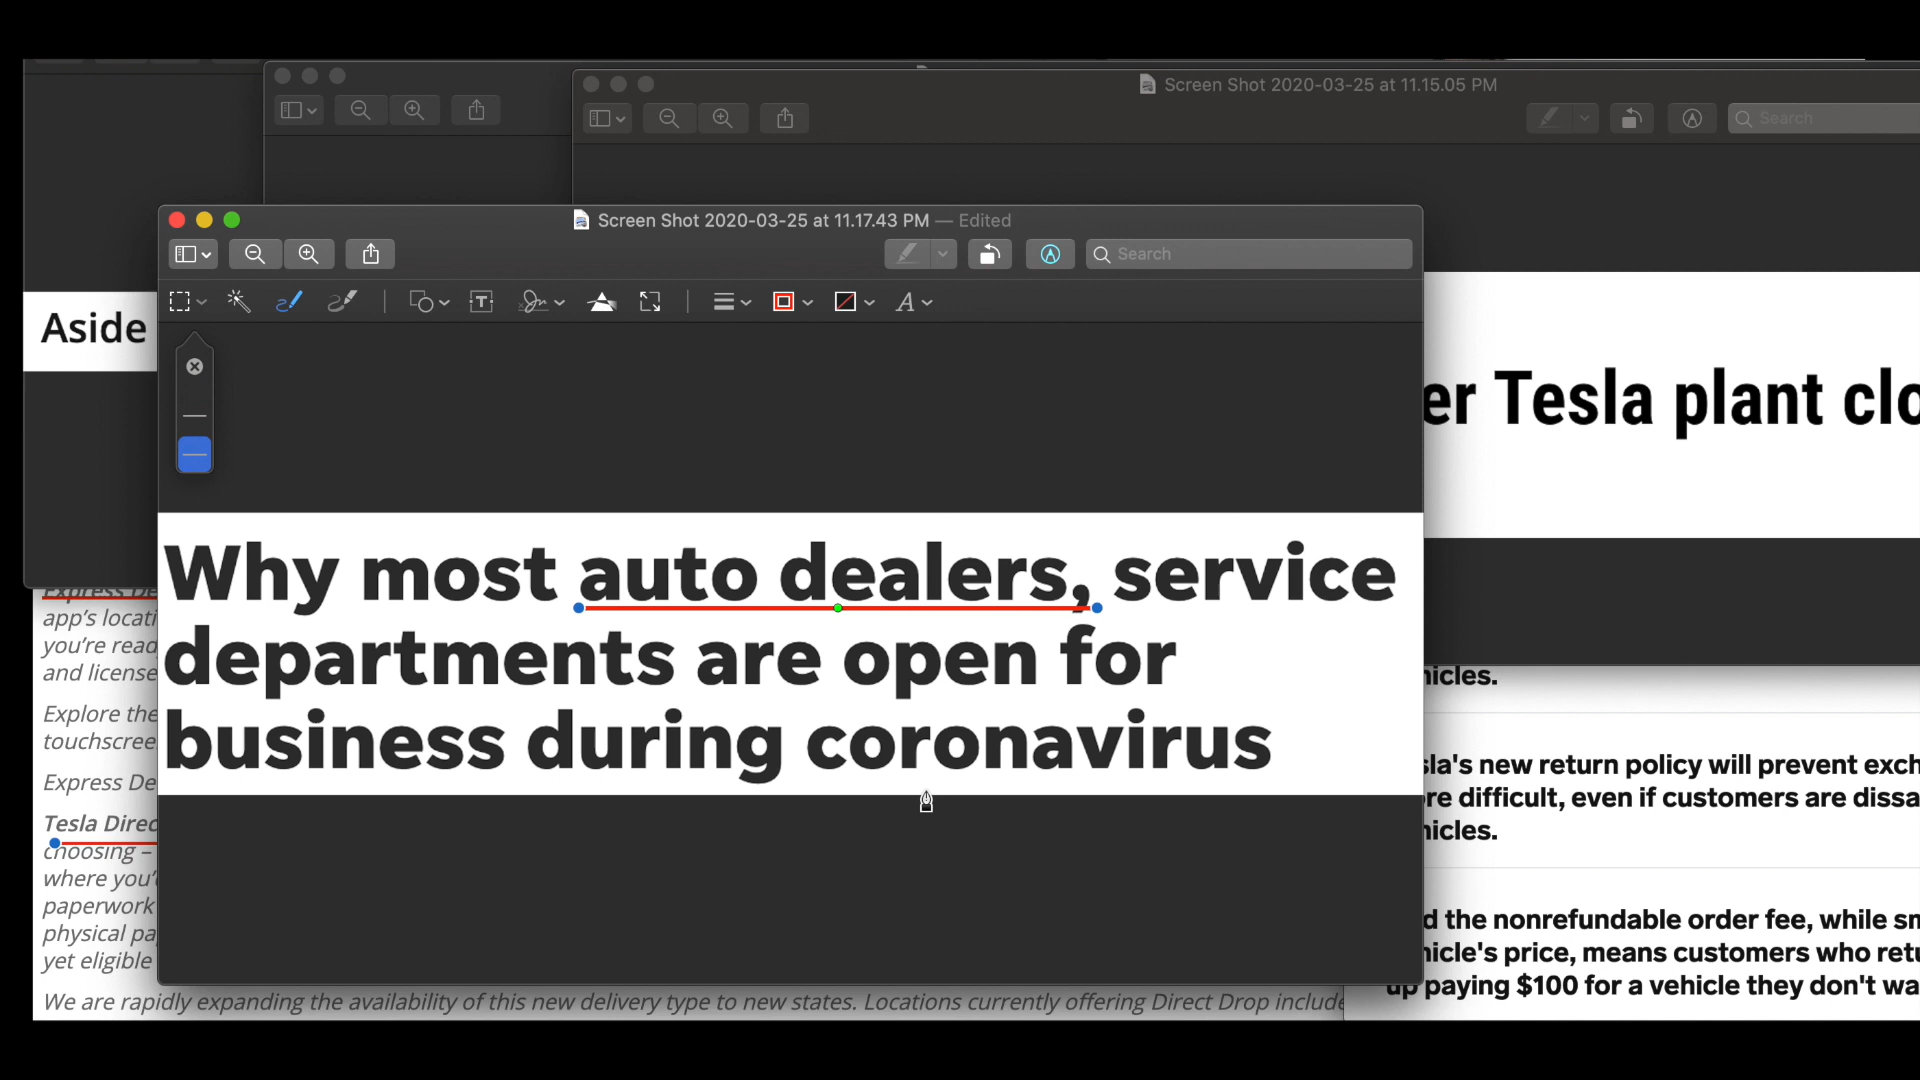 Screen Shot 2020-03-25 at 11.15.05 PM
Search
Screen Shot 2020-03-25 at 11.17.43 PM — Edited
Search
Aside
er Tesla plant clo
Why most auto dealers, service
departments are open for
business during coronavirus
Express De
app's locati
you're read
and license
Explore the
touchscree
Express De
Tesla Direc
choosing –
where you'
paperwork
physical pa
yet eligible
We are rapidly expanding the availability of this new delivery type to new states. Locations currently offering Direct Drop include
icles.
sla's new return policy will prevent exch
re difficult, even if customers are dissa
icles.
d the nonrefundable order fee, while sm
icle's price, means customers who retu
up paying $100 for a vehicle they don't wa